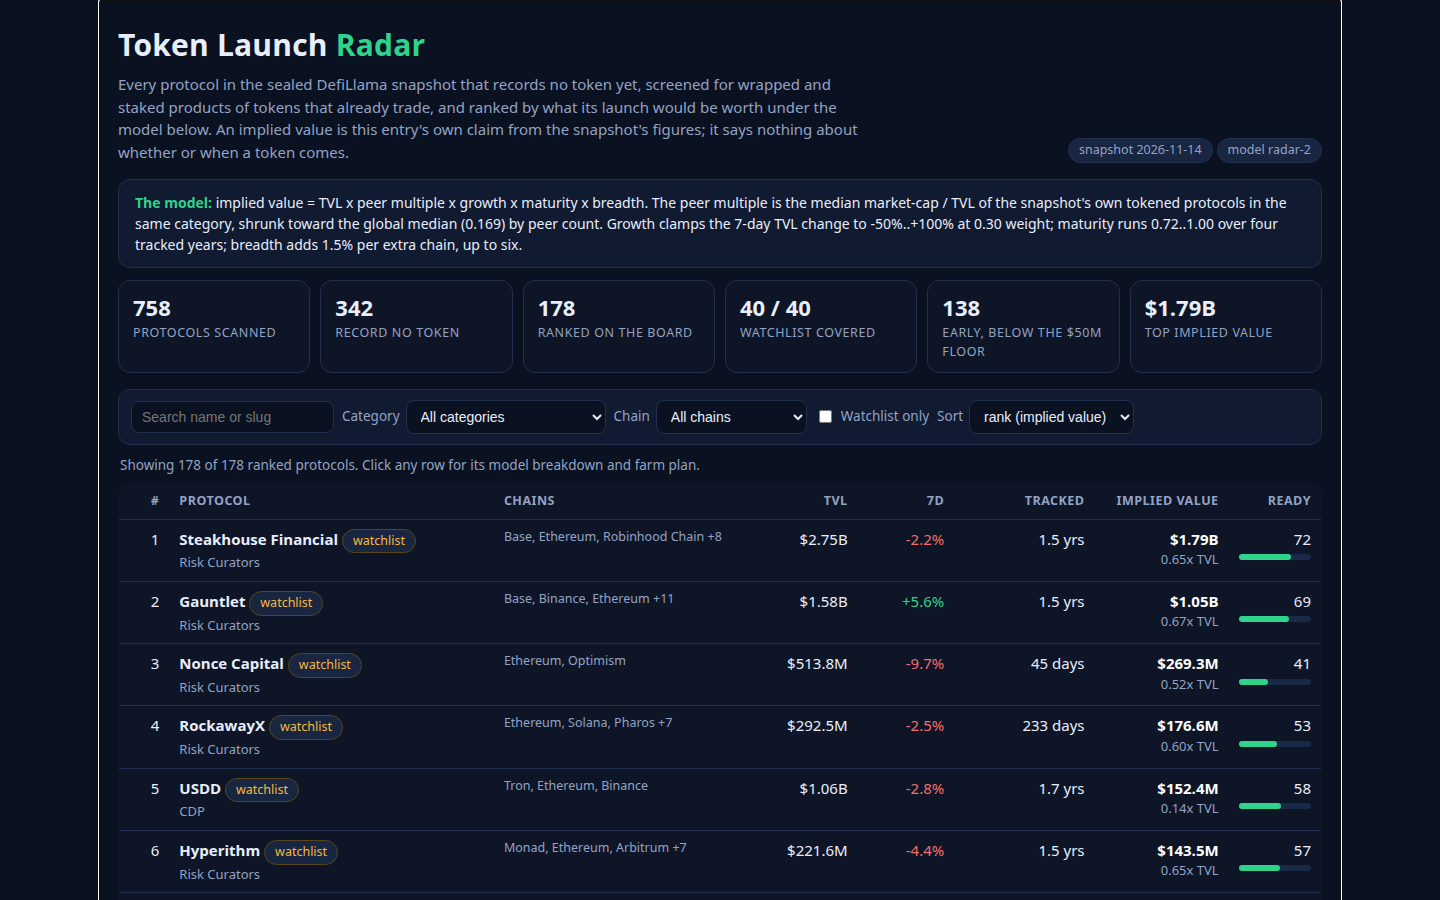 Token Launch Radar
Every protocol in the sealed DefiLlama snapshot that records no token yet, screened for wrapped and
staked products of tokens that already trade, and ranked by what its launch would be worth under the
model below. An implied value is this entry's own claim from the snapshot's figures; it says nothing about
whether or when a token comes.
snapshot 2026-11-14 model radar-2
The model: implied value = TVL x peer multiple x growth x maturity x breadth. The peer multiple is the median market-cap / TVL of the snapshot's own tokened protocols in the
same category, shrunk toward the global median (0.169) by peer count. Growth clamps the 7-day TVL change to -50%..+100% at 0.30 weight; maturity runs 0.72..1.00 over four
tracked years; breadth adds 1.5% per extra chain, up to six.
758
PROTOCOLS SCANNED
342
RECORD NO TOKEN
178
RANKED ON THE BOARD
40 / 40
WATCHLIST COVERED
138
EARLY, BELOW THE $50M
FLOOR
$1.79B
TOP IMPLIED VALUE
Search name or slug Category All categories Chain All chains Watchlist only Sort rank (implied value)
Showing 178 of 178 ranked protocols. Click any row for its model breakdown and farm plan.
# PROTOCOL CHAINS TVL 7D TRACKED IMPLIED VALUE READY
1 Steakhouse Financial watchlist Base, Ethereum, Robinhood Chain +8 $2.75B -2.2% 1.5 yrs $1.79B 72
Risk Curators 0.65x TVL
2 Gauntlet watchlist Base, Binance, Ethereum +11 $1.58B +5.6% 1.5 yrs $1.05B 69
Risk Curators 0.67x TVL
3 Nonce Capital watchlist Ethereum, Optimism $513.8M -9.7% 45 days $269.3M 41
Risk Curators 0.52x TVL
4 RockawayX watchlist Ethereum, Solana, Pharos +7 $292.5M -2.5% 233 days $176.6M 53
Risk Curators 0.60x TVL
5 USDD watchlist Tron, Ethereum, Binance $1.06B -2.8% 1.7 yrs $152.4M 58
CDP 0.14x TVL
6 Hyperithm watchlist Monad, Ethereum, Arbitrum +7 $221.6M -4.4% 1.5 yrs $143.5M 57
Risk Curators 0.65x TVL